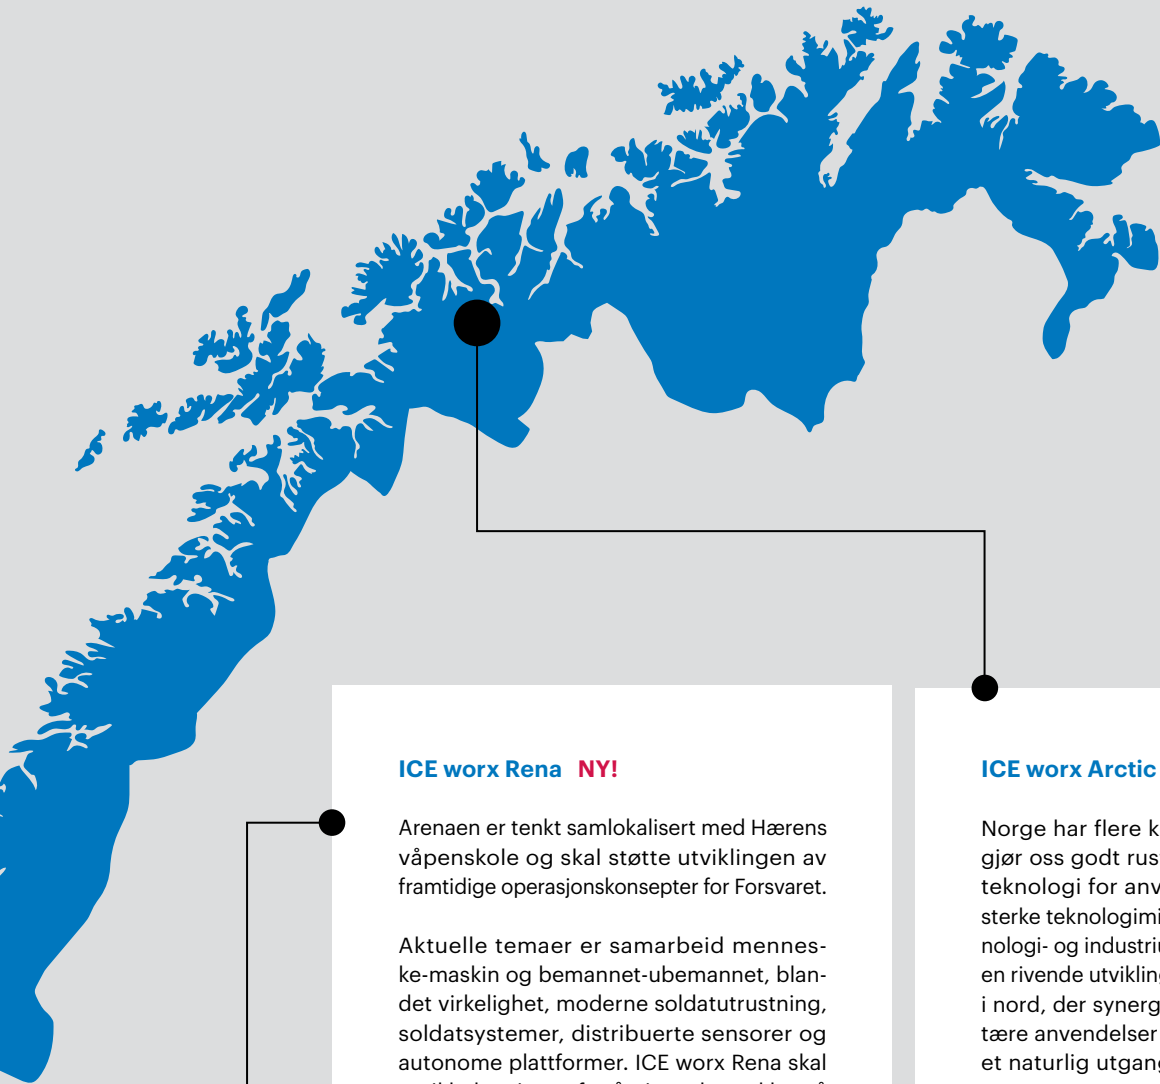 ICE worx Rena NY!
Arenaen er tenkt samlokalisert med Hærens
våpenskole og skal støtte utviklingen av
framtidige operasjonskonsepter for Forsvaret.
Aktuelle temaer er samarbeid mennes-
ke-maskin og bemannet-ubemannet, blan-
det virkelighet, moderne soldatutrustning,
soldatsystemer, distribuerte sensorer og
autonome plattformer. ICE worx Rena skal
ICE worx Arctic
Norge har flere k
gjør oss godt rus
teknologi for anv
sterke teknologimi
nologi- og industriu
en rivende utvikling
i nord, der synerg
tære anvendelser
et naturlig utgang